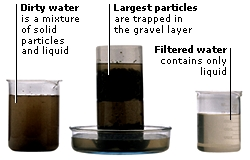 Dirty water
is a mixture
of solid
particles
and liquid
Largest particles
are trapped in
the gravel layer
Filtered water
contains only
liquid